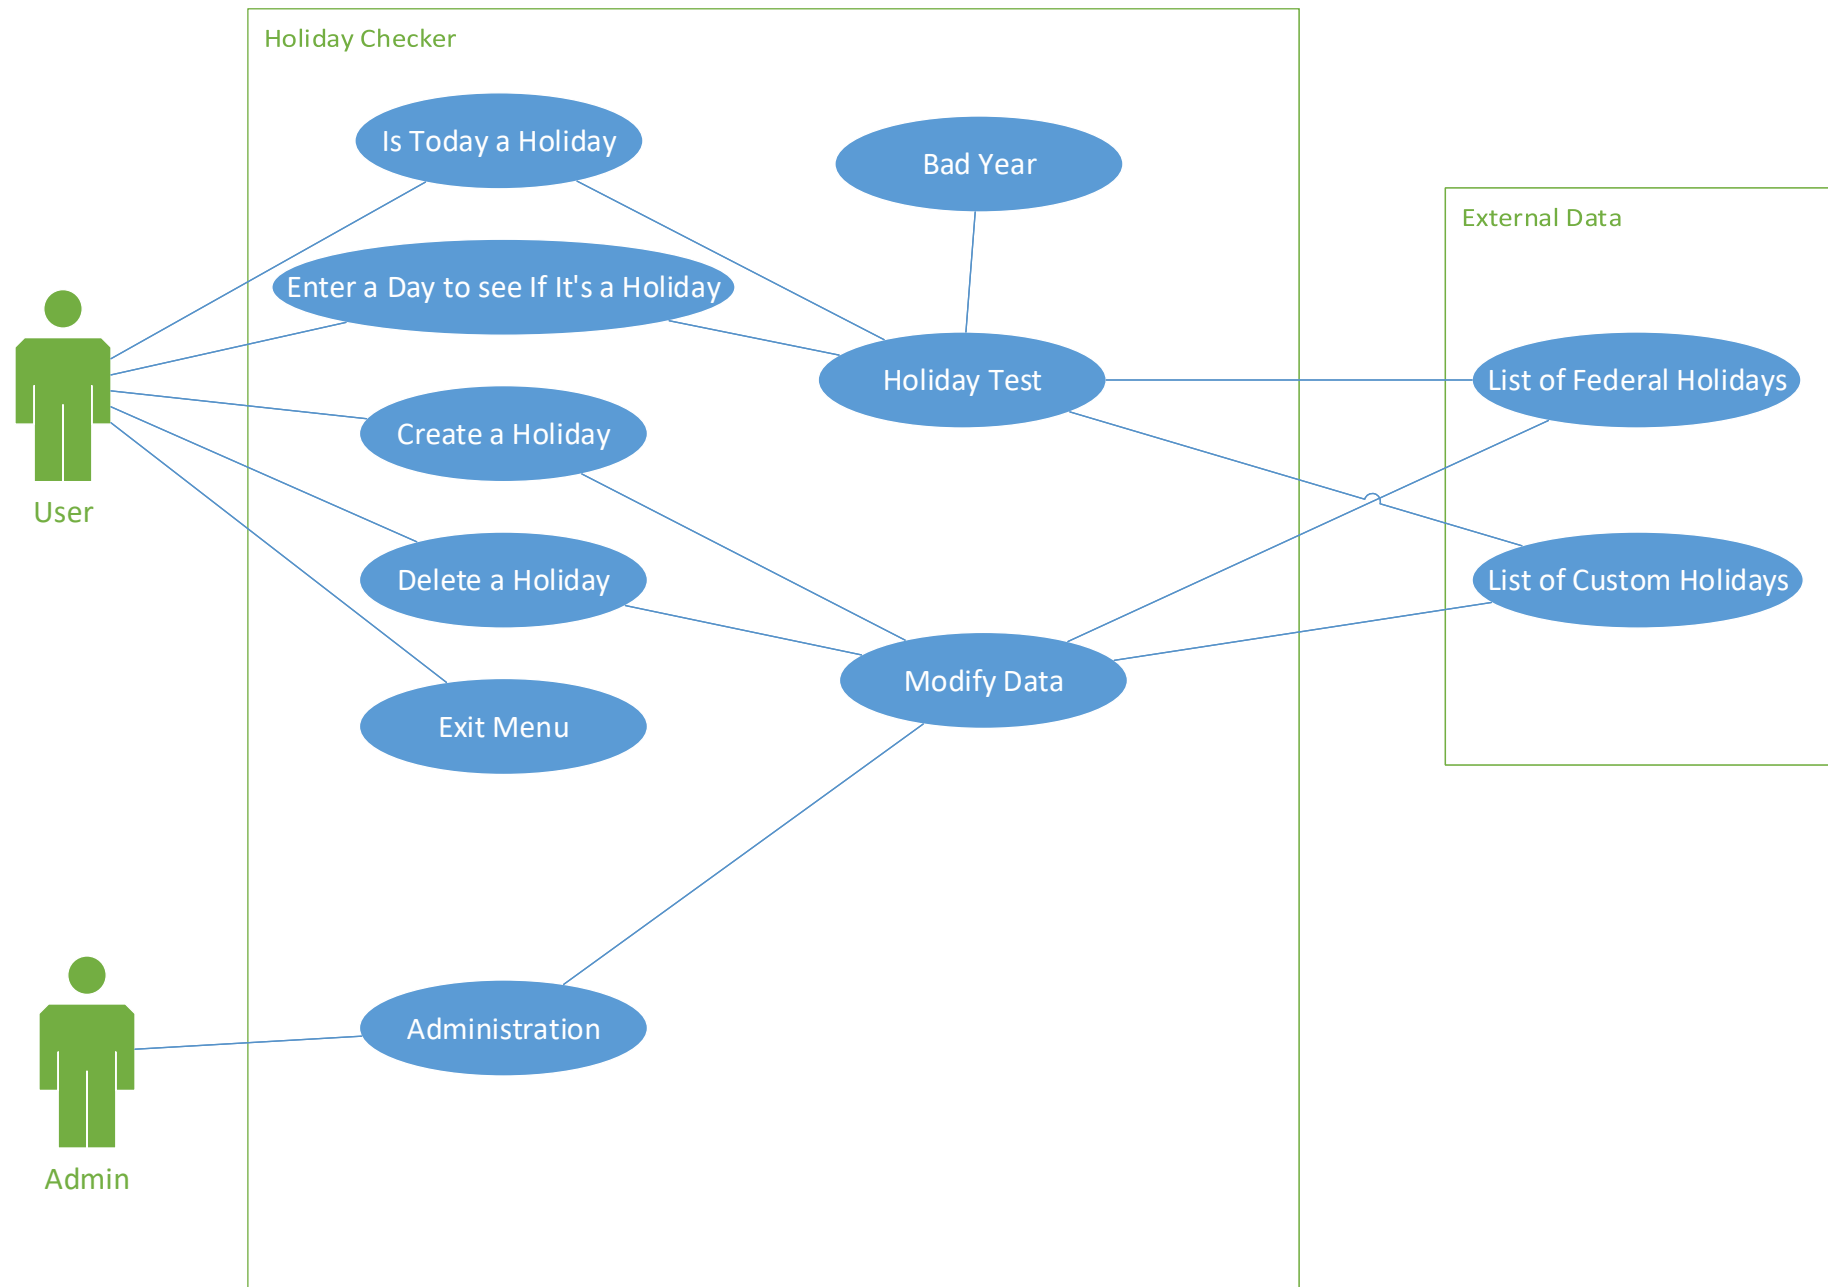 Holiday Checker
Is Today a Holiday
Bad Year
External Data
Enter a Day to see If It's a Holiday
Holiday Test
List of Federal Holidays
Create a Holiday
User
Delete a Holiday
List of Custom Holidays
Modify Data
Exit Menu
Administration
Admin